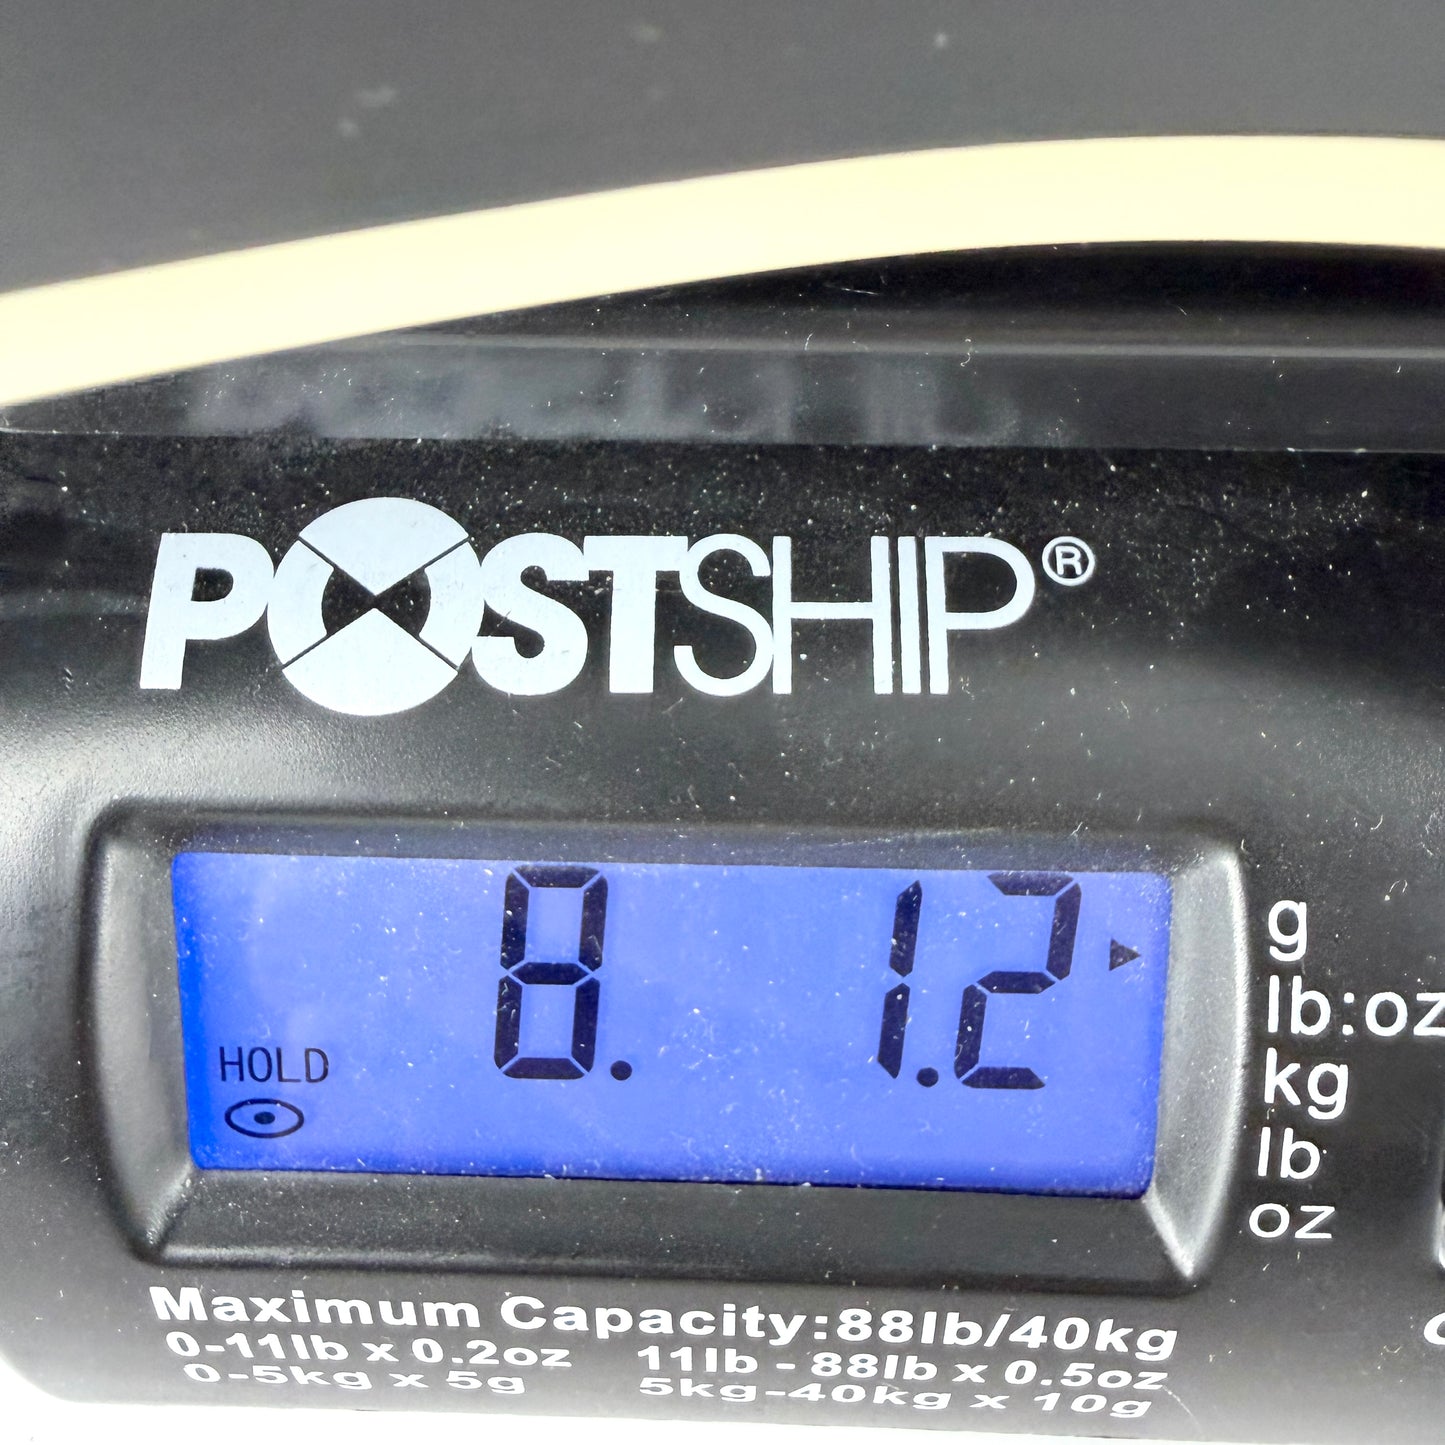 POSTSHIP®
8. 1.2
HOLD
g
lb:oz
kg
lb
oz
Maximum Capacity:88lb/40kg
0-11lb x 0.2oz 11lb - 88lb x 0.5oz
0-5kg x 5g 5kg-40kg x 10g